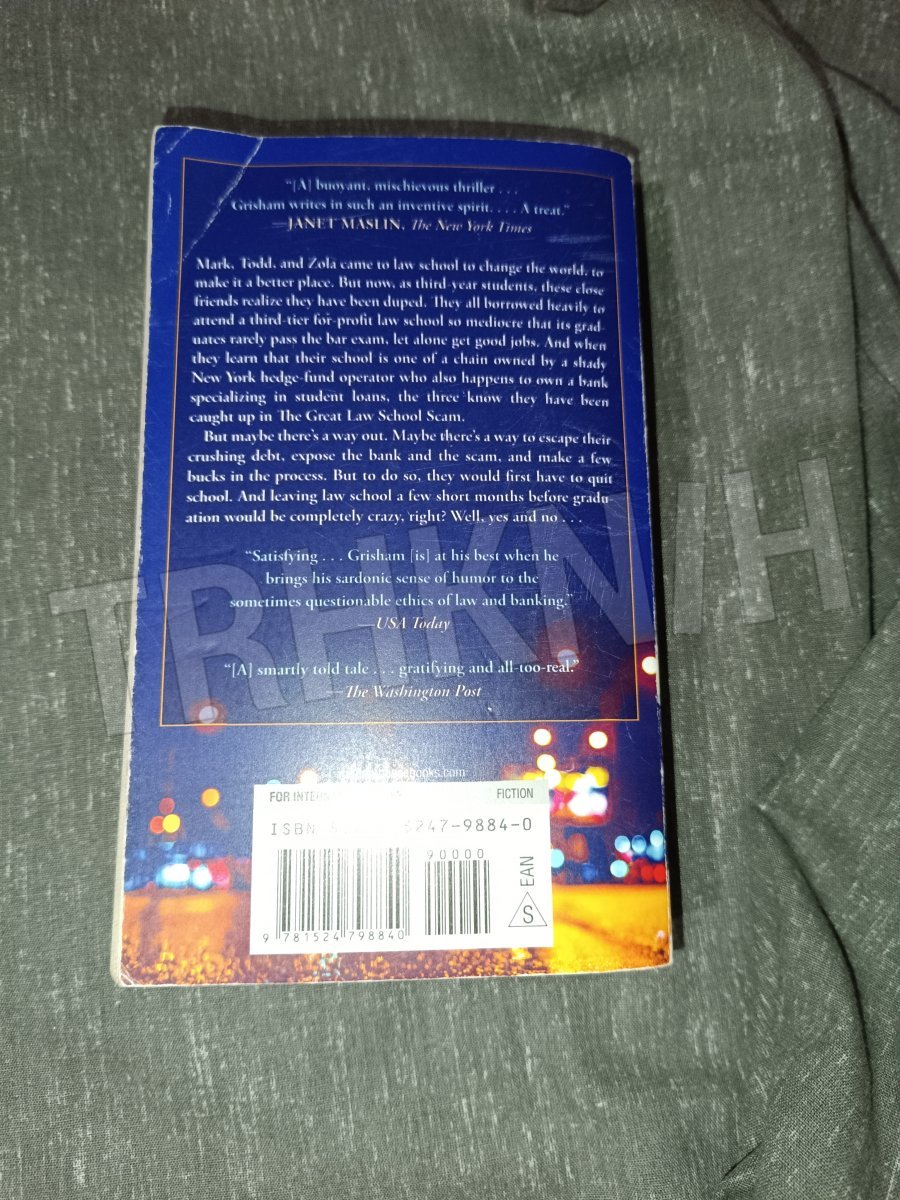 “[A] buoyant, mischievous thriller . . .
Grisham writes in such an inventive spirit. . . . A treat.”
—JANET MASLIN, The New York Times
Mark, Todd, and Zola came to law school to change the world, to
make it a better place. But now, as third-year students, these close
friends realize they have been duped. They all borrowed heavily to
attend a third-tier for-profit law school so mediocre that its grad-
uates rarely pass the bar exam, let alone get good jobs. And when
they learn that their school is one of a chain owned by a shady
New York hedge-fund operator who also happens to own a bank
specializing in student loans, the three know they have been
caught up in The Great Law School Scam.
But maybe there’s a way out. Maybe there’s a way to escape their
crushing debt, expose the bank and the scam, and make a few
bucks in the process. But to do so, they would first have to quit
school. And leaving law school a few short months before gradu-
ation would be completely crazy, right? Well, yes and no . . .
“Satisfying . . . Grisham [is] at his best when he
brings his sardonic sense of humor to the
sometimes questionable ethics of law and banking.”
—USA Today
“[A] smartly told tale . . . gratifying and all-too-real.”
—The Washington Post
FOR FICTION
ISBN 247-9884-0
90000
9 781524 798840
S EAN